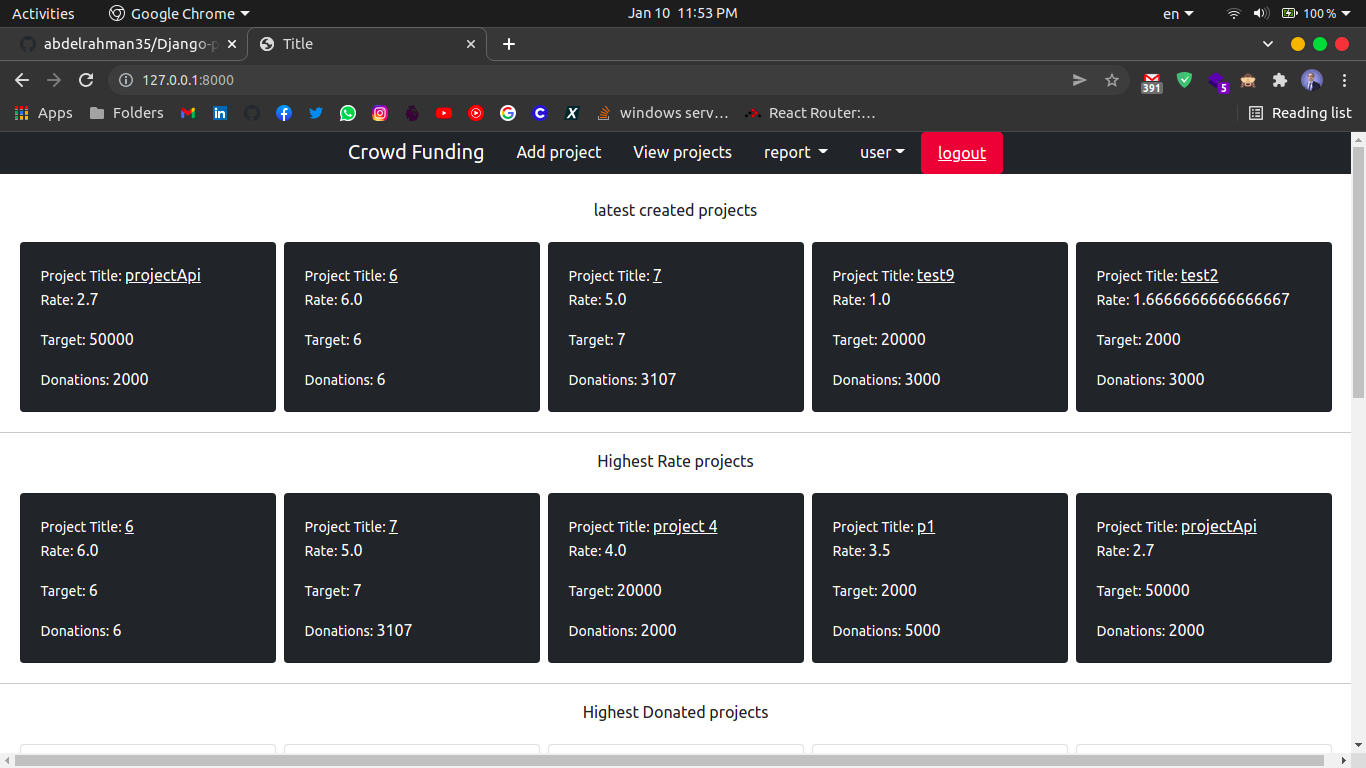 Activities Google Chrome Jan 10 11:53 PM en 100 %
abdelrahman35/Django-p Title
127.0.0.1:8000 391 5
Apps Folders windows serv… React Router:… Reading list
Crowd Funding Add project View projects report user logout
latest created projects
Project Title: projectApi
Rate: 2.7
Target: 50000
Donations: 2000
Project Title: 6
Rate: 6.0
Target: 6
Donations: 6
Project Title: 7
Rate: 5.0
Target: 7
Donations: 3107
Project Title: test9
Rate: 1.0
Target: 20000
Donations: 3000
Project Title: test2
Rate: 1.6666666666666667
Target: 2000
Donations: 3000
Highest Rate projects
Project Title: 6
Rate: 6.0
Target: 6
Donations: 6
Project Title: 7
Rate: 5.0
Target: 7
Donations: 3107
Project Title: project 4
Rate: 4.0
Target: 20000
Donations: 2000
Project Title: p1
Rate: 3.5
Target: 2000
Donations: 5000
Project Title: projectApi
Rate: 2.7
Target: 50000
Donations: 2000
Highest Donated projects